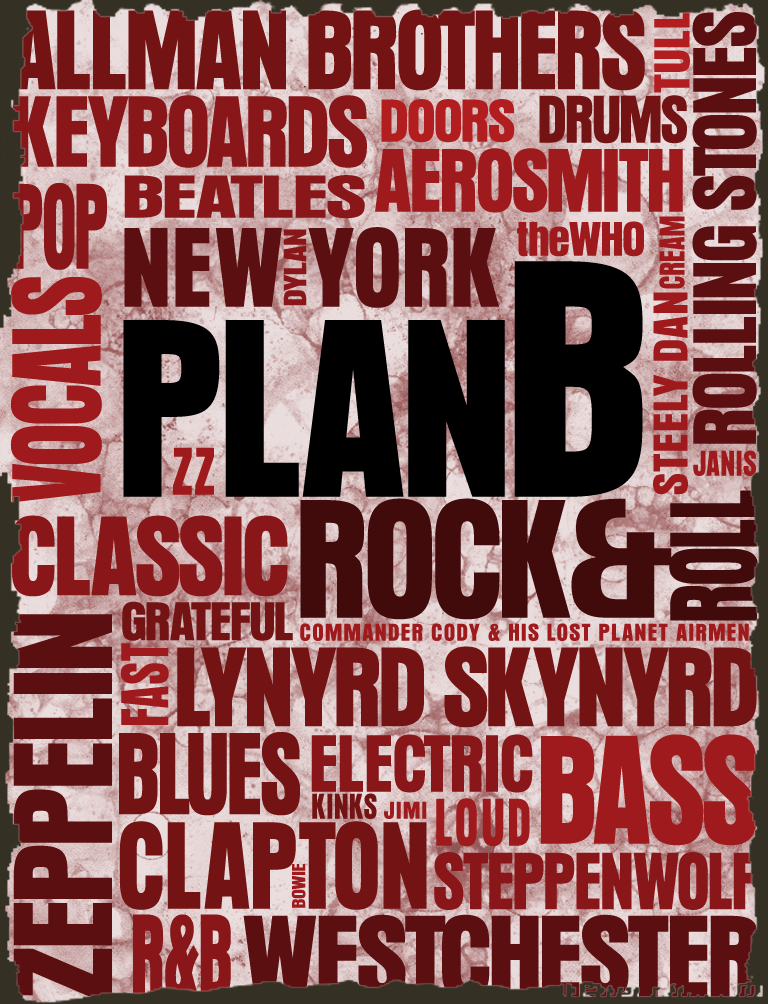 ALLMAN BROTHERS
TULL
ROLLING STONES
KEYBOARDS
DOORS
DRUMS
BEATLES
AEROSMITH
POP
NEW YORK
DYLAN
theWHO
CREAM
VOCALS
PLAN B
ZZ
STEELY DAN
JANIS
CLASSIC
ROCK &
ROLL
GRATEFUL
COMMANDER CODY & HIS LOST PLANET AIRMEN
ZEPPELIN
FAST
LYNYRD SKYNYRD
BLUES
ELECTRIC
BASS
KINKS
JIMI
LOUD
CLAPTON
BOWIE
STEPPENWOLF
R&B
WESTCHESTER